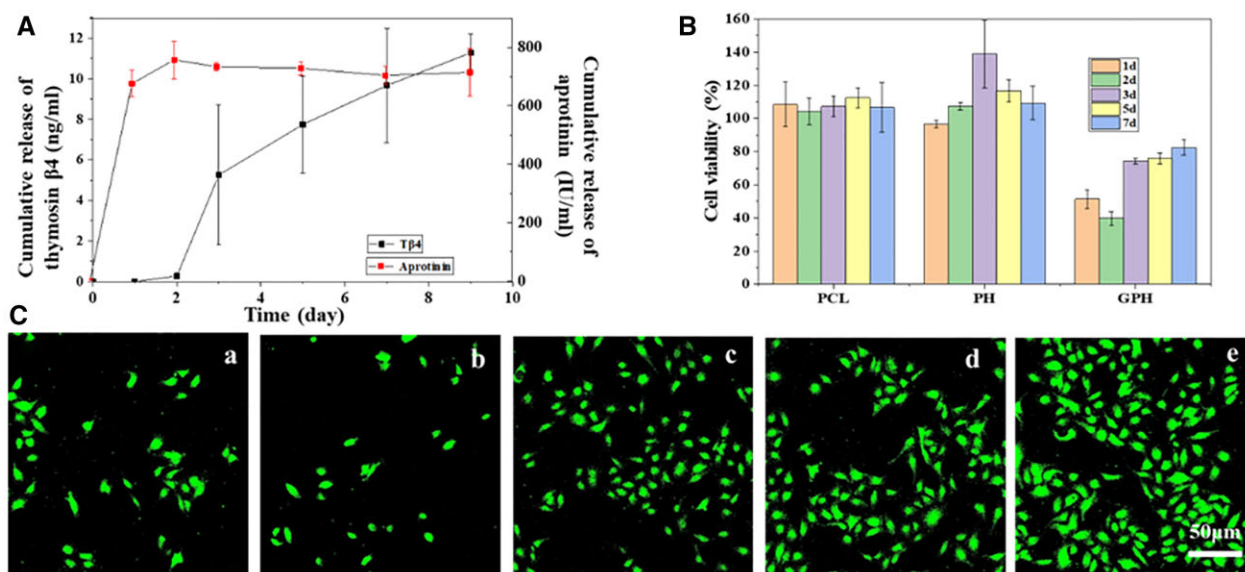 A
Cumulative release of
thymosin β4 (ng/ml)
12
10
8
6
4
2
0
800
600
400
200
0
Cumulative release of
aprotinin (IU/ml)
Tβ4
Aprotinin
0 2 4 6 8 10
Time (day)
B
Cell viability (%)
160
140
120
100
80
60
40
20
0
1d
2d
3d
5d
7d
PCL PH GPH
C
a b c d e
50μm